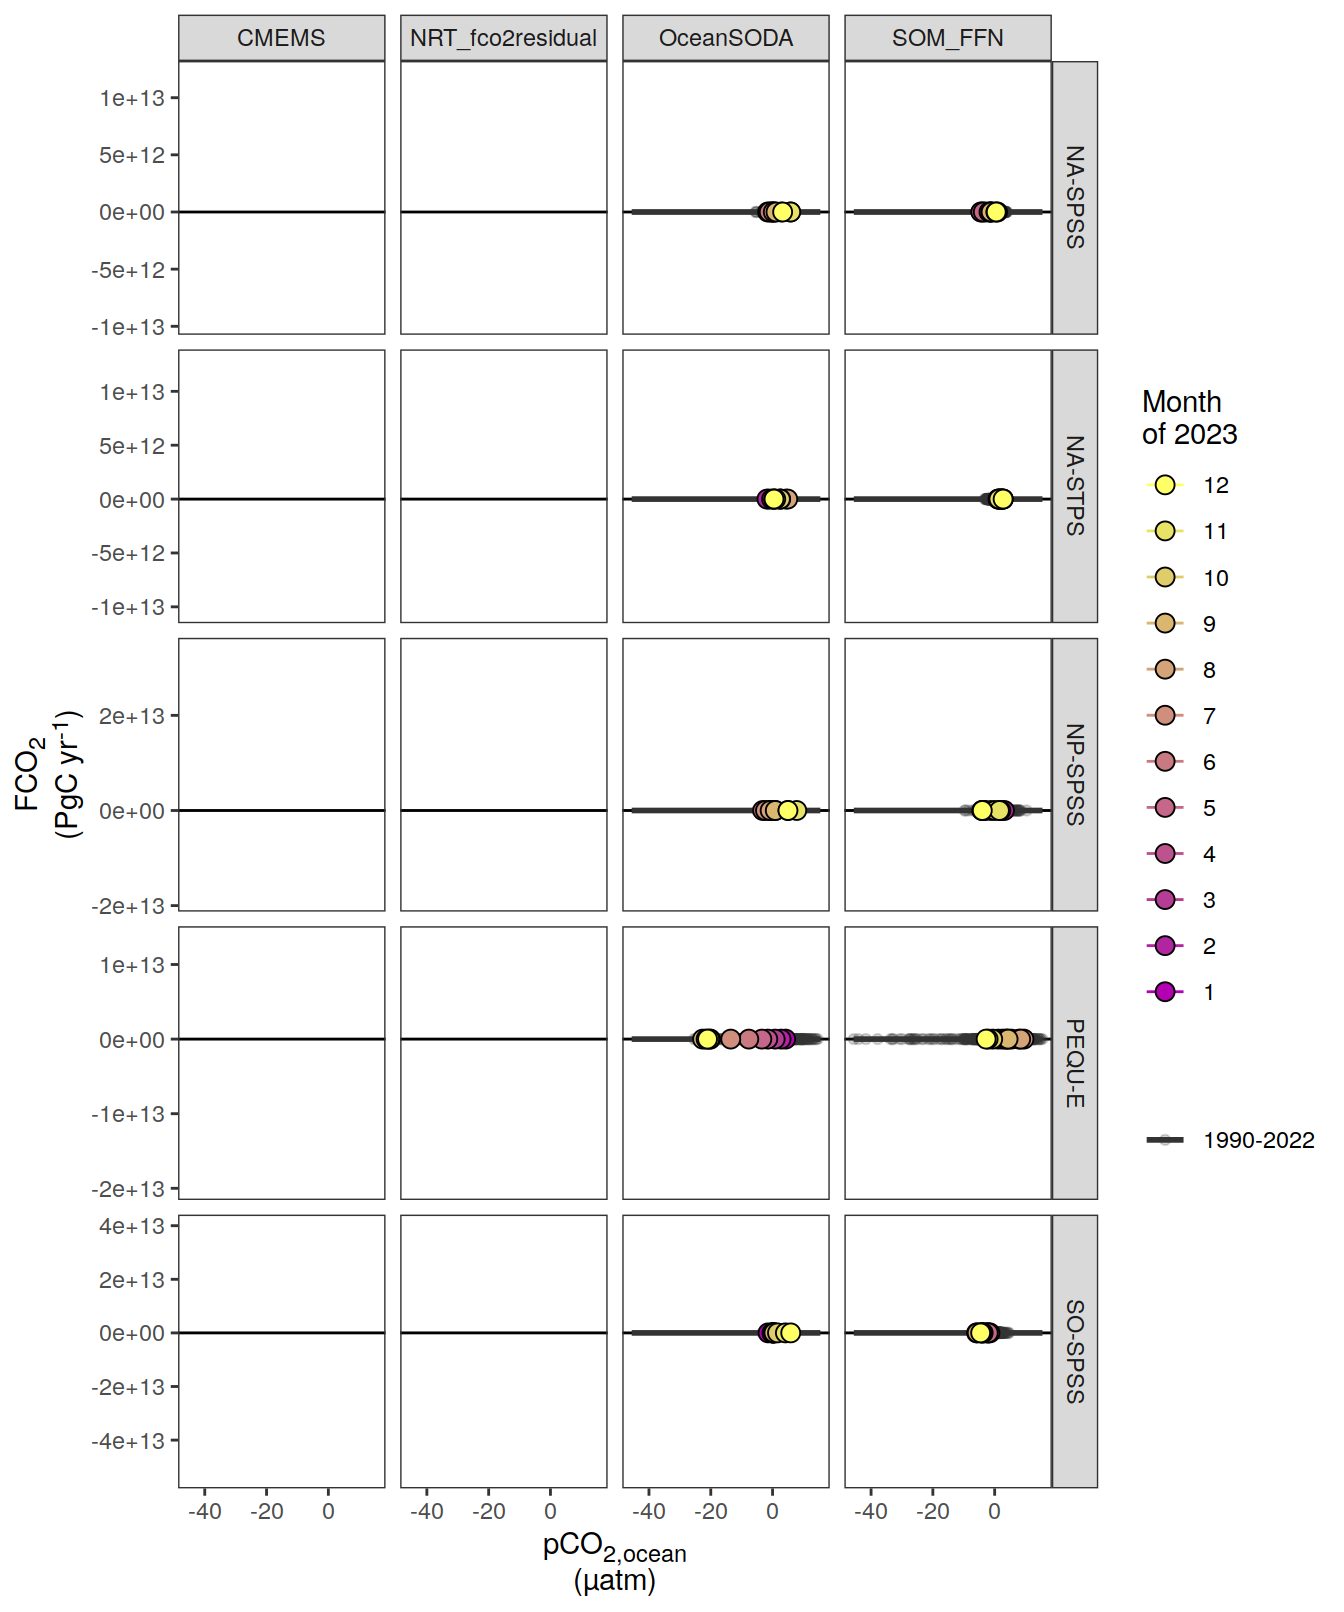 CMEMS NRT_fco2residual OceanSODA SOM_FFN
1e+13
5e+12
0e+00
-5e+12
-1e+13
NA-SPSS
1e+13
5e+12
0e+00
-5e+12
-1e+13
NA-STPS
2e+13
0e+00
-2e+13
NP-SPSS
1e+13
0e+00
-1e+13
-2e+13
PEQU-E
4e+13
2e+13
0e+00
-2e+13
-4e+13
SO-SPSS
-40 -20 0 -40 -20 0 -40 -20 0 -40 -20 0
pCO2,ocean
(µatm)
FCO2
(PgC yr-1)
Month
of 2023
12
11
10
9
8
7
6
5
4
3
2
1
1990-2022